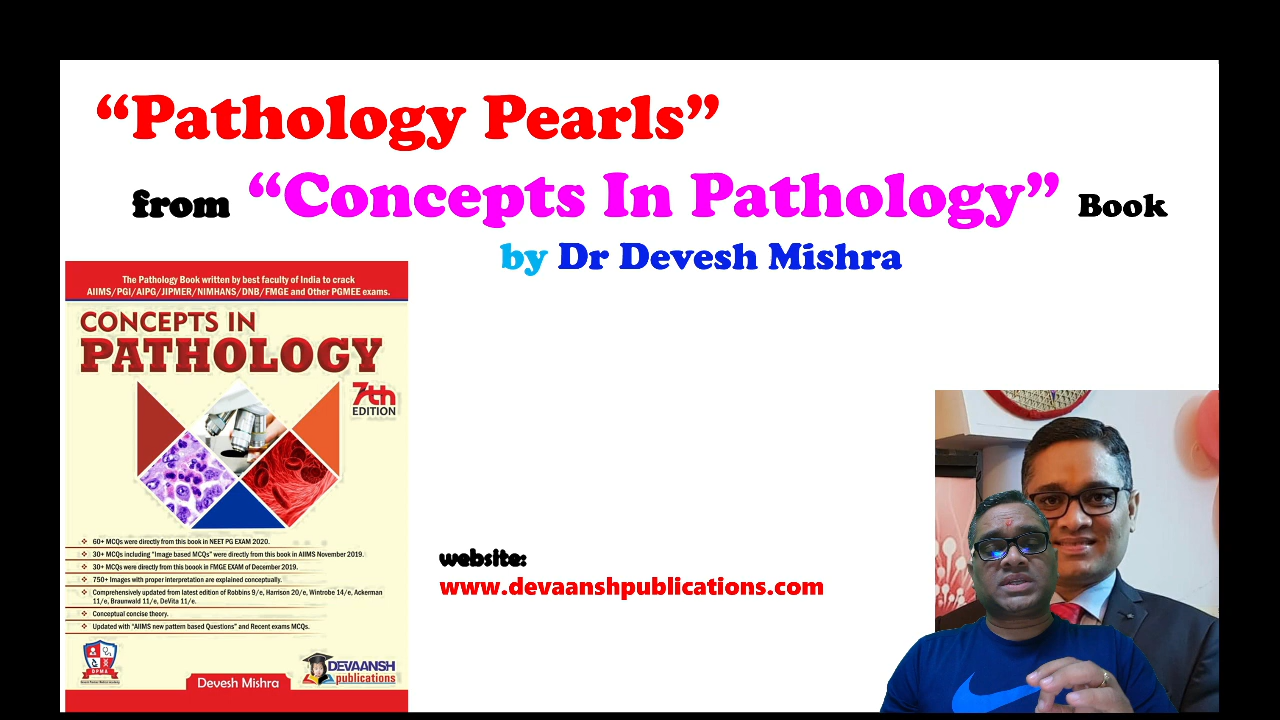 “Pathology Pearls”
from “Concepts In Pathology” Book
by Dr Devesh Mishra
The Pathology Book written by best faculty of India to crack
AIIMS/PGI/AIPG/JIPMER/NIMHANS/DNB/FMGE and Other PGMEE exams.
CONCEPTS IN
PATHOLOGY
7th
EDITION
60+ MCQs were directly from this book in NEET PG EXAM 2020.
30+ MCQs including "Image based MCQs" were directly from this book in AIIMS November 2019.
30+ MCQs were directly from this boook in FMGE EXAM of December 2019.
750+ Images with proper interpretation are explained conceptually.
Comprehensively updated from latest edition of Robbins 9/e, Harrison 20/e, Wintrobe 14/e, Ackerman
11/e, Braunwald 11/e, DeVita 11/e.
Conceptual concise theory.
Updated with "AIIMS new pattern based Questions" and Recent exams MCQs.
DPMA
Devesh Mishra
DEVAANSH
publications
website:
www.devaanshpublications.com